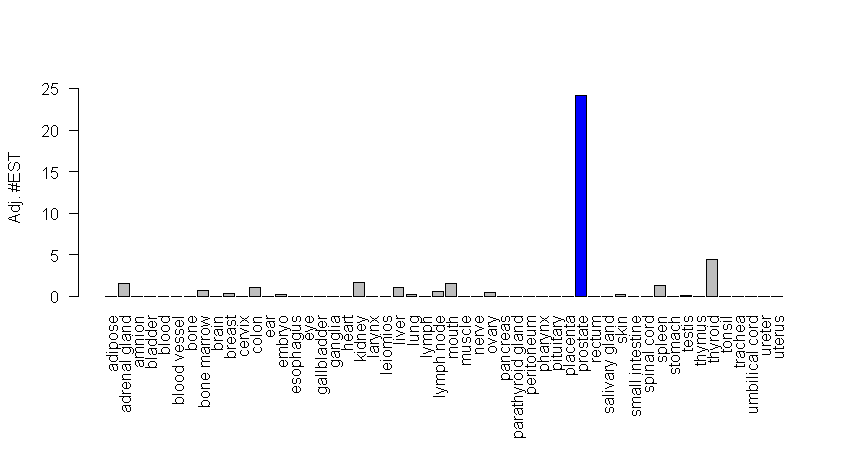 Adj. #EST
25
20
15
10
5
0
adipose
adrenal gland
amnion
bladder
blood
blood vessel
bone
bone marrow
brain
breast
cervix
colon
ear
embryo
esophagus
eye
gallbladder
ganglia
heart
kidney
larynx
leiomios
liver
lung
lymph
lymph node
mouth
muscle
nerve
ovary
pancreas
parathyroid gland
peritoneum
pharynx
pituitary
placenta
prostate
rectum
salivary gland
skin
small intestine
spinal cord
spleen
stomach
testis
thymus
thyroid
tonsil
trachea
umbilical cord
ureter
uterus